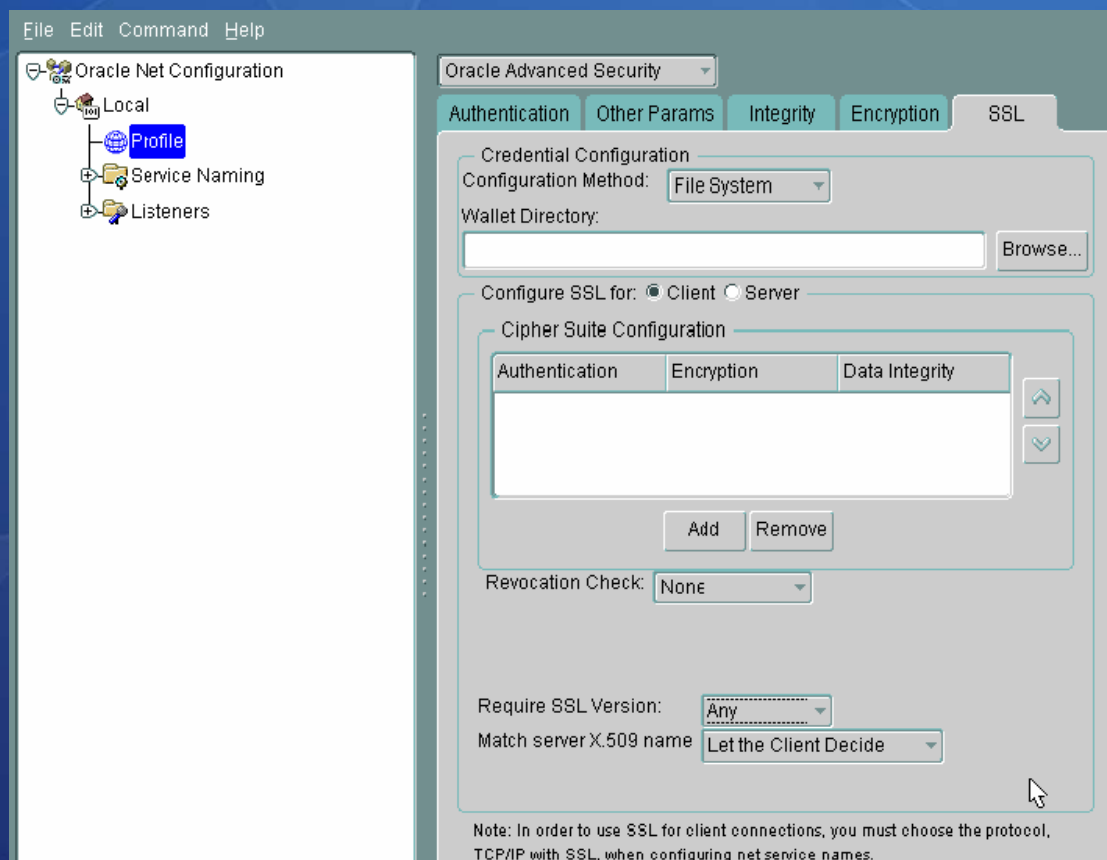 File Edit Command Help
Oracle Net Configuration
Local
Profile
Service Naming
Listeners
Oracle Advanced Security
Authentication Other Params Integrity Encryption SSL
Credential Configuration
Configuration Method: File System
Wallet Directory:
Browse...
Configure SSL for: Client Server
Cipher Suite Configuration
Authentication Encryption Data Integrity
Add Remove
Revocation Check: None
Require SSL Version: Any
Match server X.509 name Let the Client Decide
Note: In order to use SSL for client connections, you must choose the protocol,
TCP/IP with SSL, when configuring net service names.